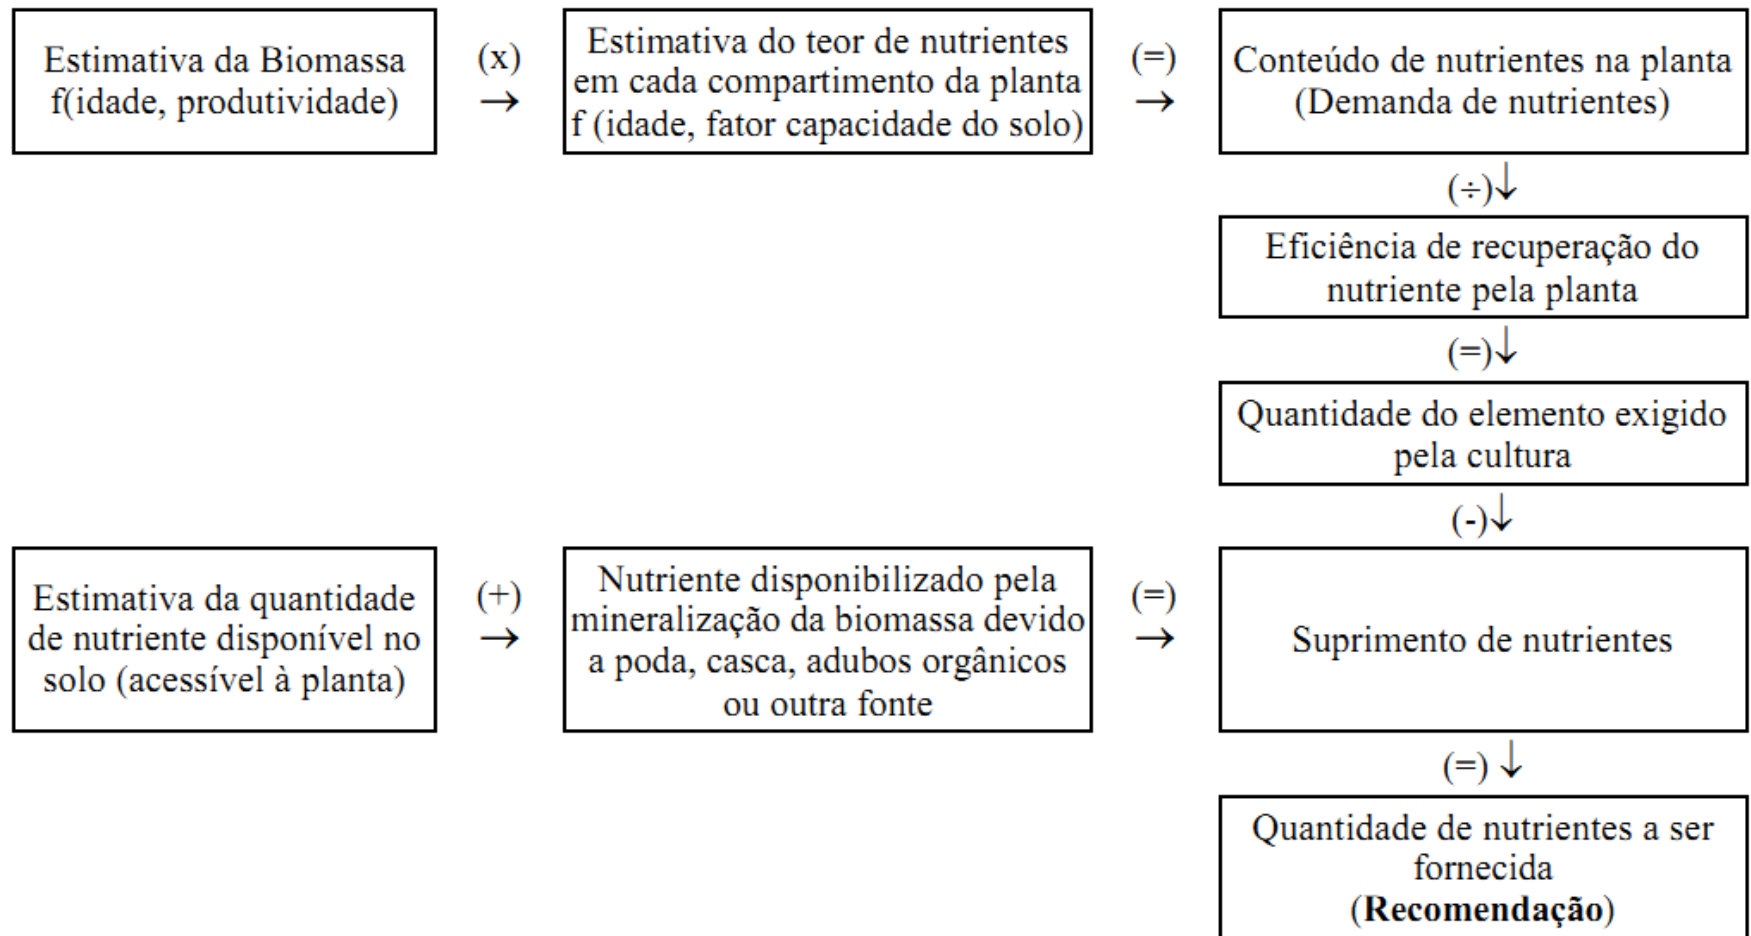 Estimativa da Biomassa
f(idade, produtividade)
(x)
→
Estimativa do teor de nutrientes
em cada compartimento da planta
f (idade, fator capacidade do solo)
(=)
→
Conteúdo de nutrientes na planta
(Demanda de nutrientes)
(÷)↓
Eficiência de recuperação do
nutriente pela planta
(=)↓
Quantidade do elemento exigido
pela cultura
(-)↓
Estimativa da quantidade
de nutriente disponível no
solo (acessível à planta)
(+)
→
Nutriente disponibilizado pela
mineralização da biomassa devido
a poda, casca, adubos orgânicos
ou outra fonte
(=)
→
Suprimento de nutrientes
(=) ↓
Quantidade de nutrientes a ser
fornecida
(Recomendação)